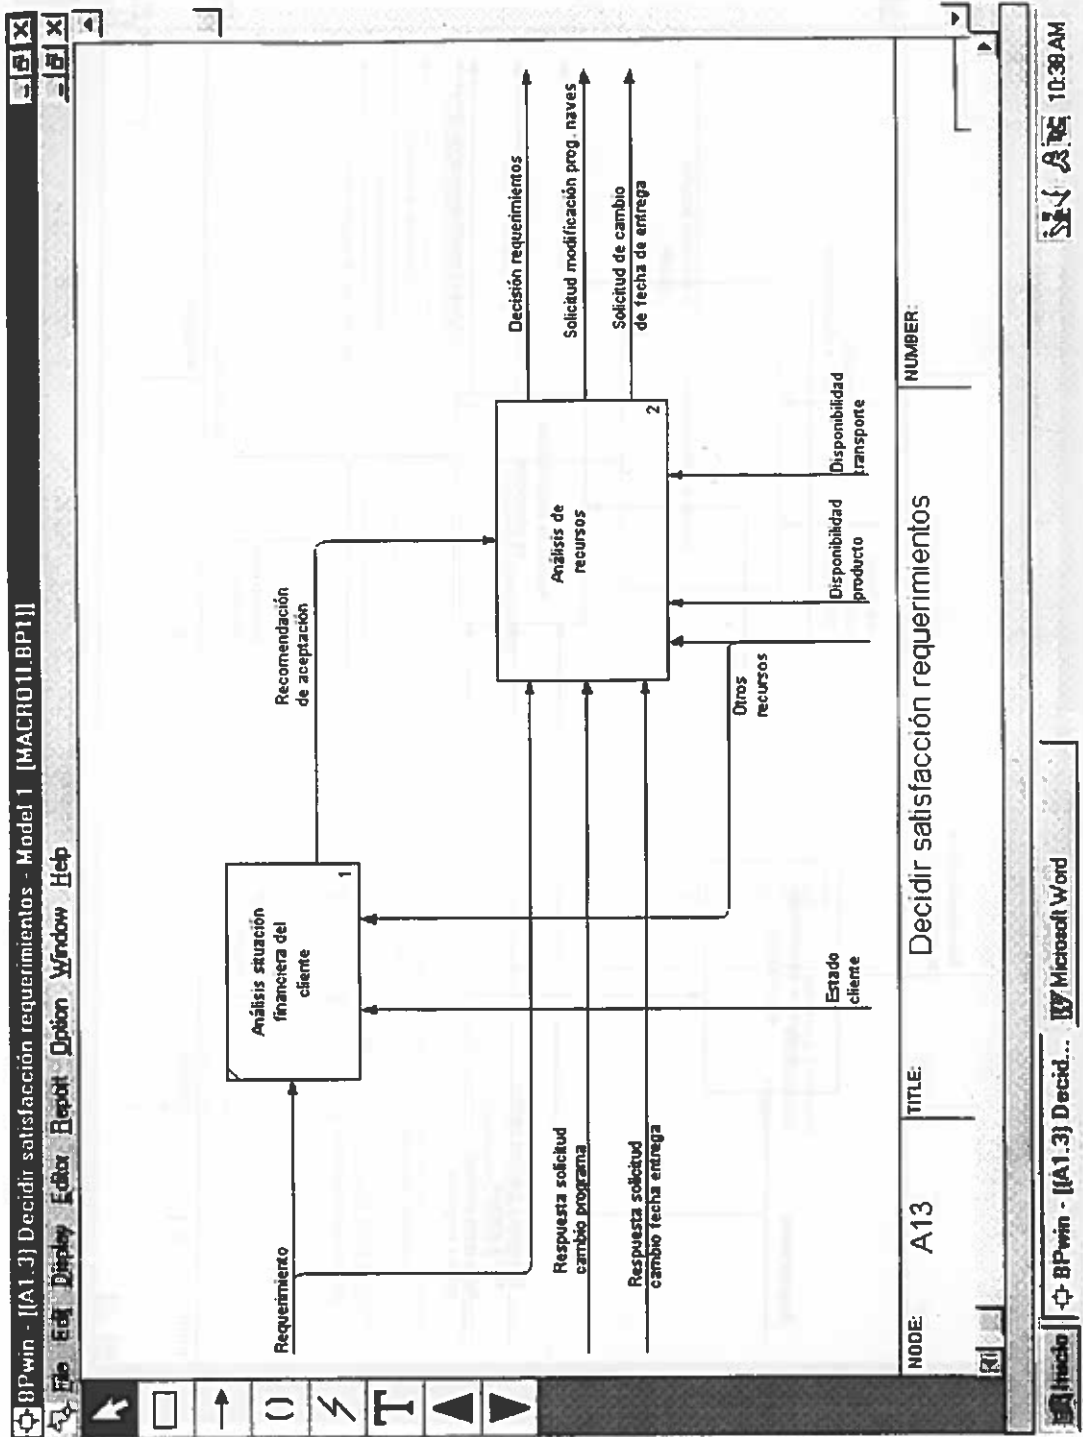 BPwin - [(A1.3) Decidir satisfacción requerimientos - Model 1 [MACRO1I.BP1]]
File Edit Display Editor Report Option Window Help
Requerimiento
Análisis situación
financiera del
cliente
1
Recomendación
de aceptación
Decisión requerimientos
Solicitud modificación prog. naves
Solicitud de cambio
de fecha de entrega
Análisis de
recursos
2
Respuesta solicitud
cambio programa
Respuesta solicitud
cambio fecha entrega
Otros
recursos
Estado
cliente
Disponibilidad
producto
Disponibilidad
transporte
NODE:
A13
TITLE:
Decidir satisfacción requerimientos
NUMBER:
Inicio
BPwin - [(A1.3) Decid...
Microsoft Word
10:38 AM